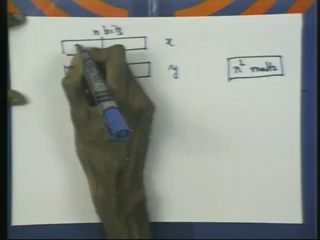 n bits
x
y
n² mults